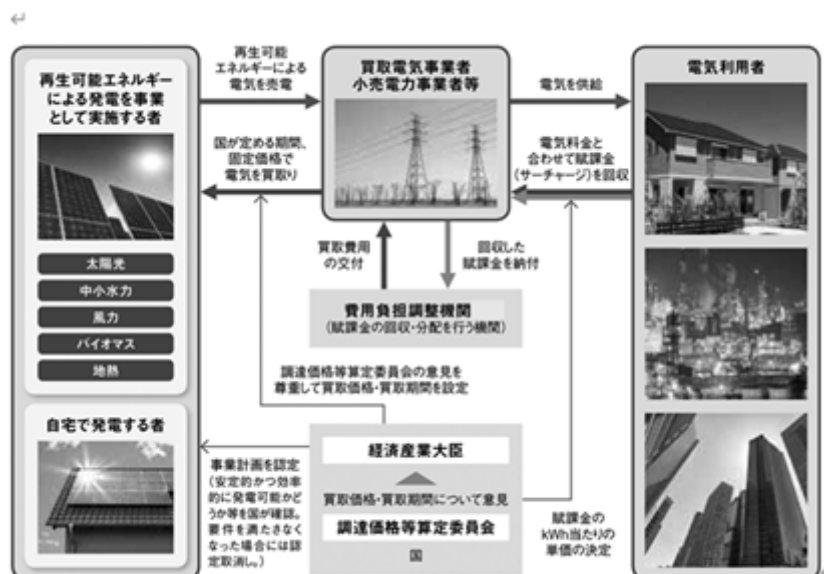 再生可能エネルギー
による発電を事業
として実施する者
太陽光
中小水力
風力
バイオマス
地熱
自宅で発電する者
再生可能
エネルギーによる
電気を売電
国が定める期間、
固定価格で
電気を買取り
買取電気事業者
小売電力事業者等
電気を供給
電気料金と
合わせて賦課金
(サーチャージ)を回収
電気利用者
買取費用
の交付
回収した
賦課金を納付
費用負担調整機関
(賦課金の回収・分配を行う機関)
調達価格等算定委員会の意見を
尊重して買取価格・買取期間を設定
事業計画を認定
(安定的かつ効率
的に発電可能かど
うか等を国が確認。
要件を満たさなく
なった場合には認
定取消し。)
経済産業大臣
買取価格・買取期間について意見
調達価格等算定委員会
国
賦課金の
kWh当たりの
単価の決定